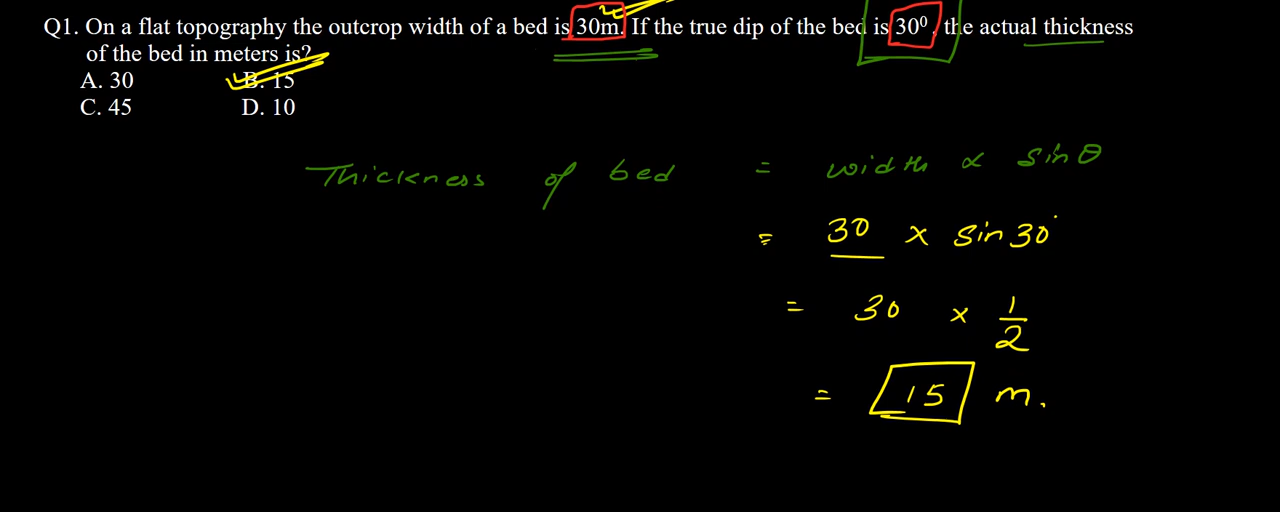 Q1. On a flat topography the outcrop width of a bed is 30m. If the true dip of the bed is 30⁰, the actual thickness
of the bed in meters is?
A. 30 B. 15
C. 45 D. 10
Thickness of bed = width × sinθ
= 30 × sin 30°
= 30 × 1/2
= 15 m.